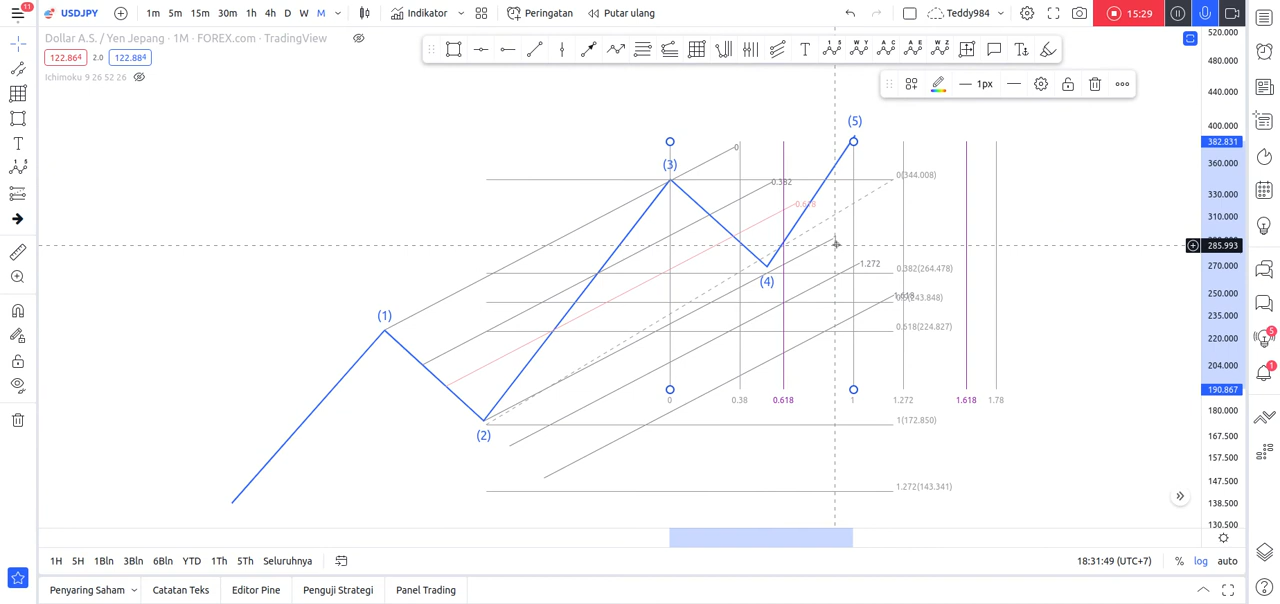 11
USDJPY
1m 5m 15m 30m 1h 4h D W M
Indikator
Peringatan
Putar ulang
Teddy984
15:29
Dollar A.S. / Yen Jepang · 1M · FOREX.com · TradingView
122.864 2.0 122.884
Ichimoku 9 26 52 26
1px
520.000
480.000
440.000
400.000
382.831
360.000
330.000
310.000
285.993
270.000
250.000
235.000
220.000
204.000
190.867
180.000
167.500
157.500
147.500
138.500
130.500
(5)
(3)
0
0.382
0(344.008)
(4)
1.272
0.382(264.478)
(1)
0.618(224.827)
0 0.38 0.618 1 1.272 1.618 1.78
1(172.850)
(2)
1.272(143.341)
5
1
1H 5H 1Bln 3Bln 6Bln YTD 1Th 5Th Seluruhnya
18:31:49 (UTC+7) % log auto
Penyaring Saham Catatan Teks Editor Pine Penguji Strategi Panel Trading